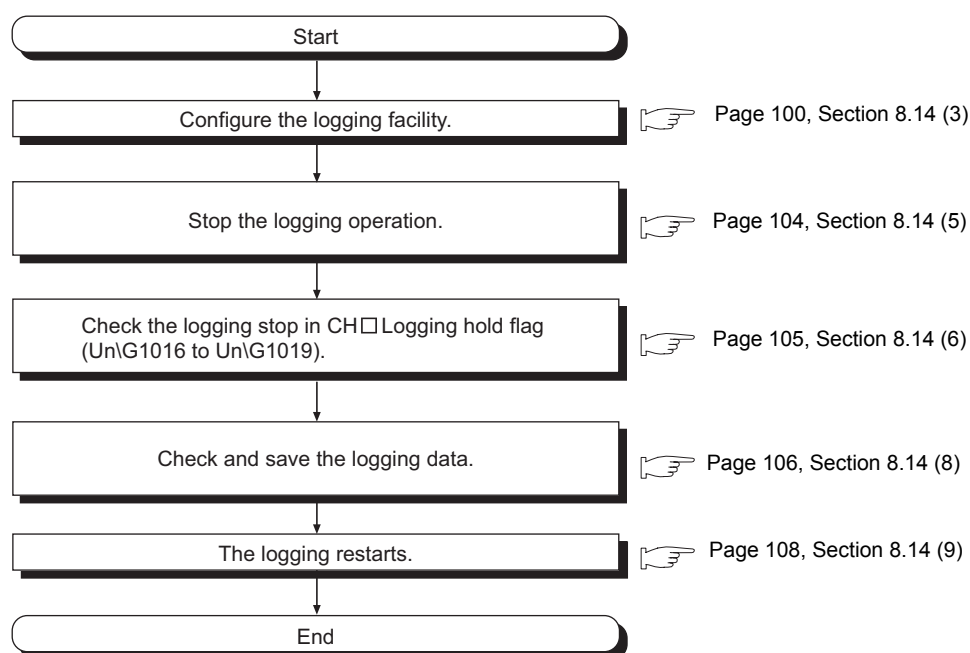 Start
Configure the logging facility.
Page 100, Section 8.14 (3)
Stop the logging operation.
Page 104, Section 8.14 (5)
Check the logging stop in CH□Logging hold flag
(Un\G1016 to Un\G1019).
Page 105, Section 8.14 (6)
Check and save the logging data.
Page 106, Section 8.14 (8)
The logging restarts.
Page 108, Section 8.14 (9)
End